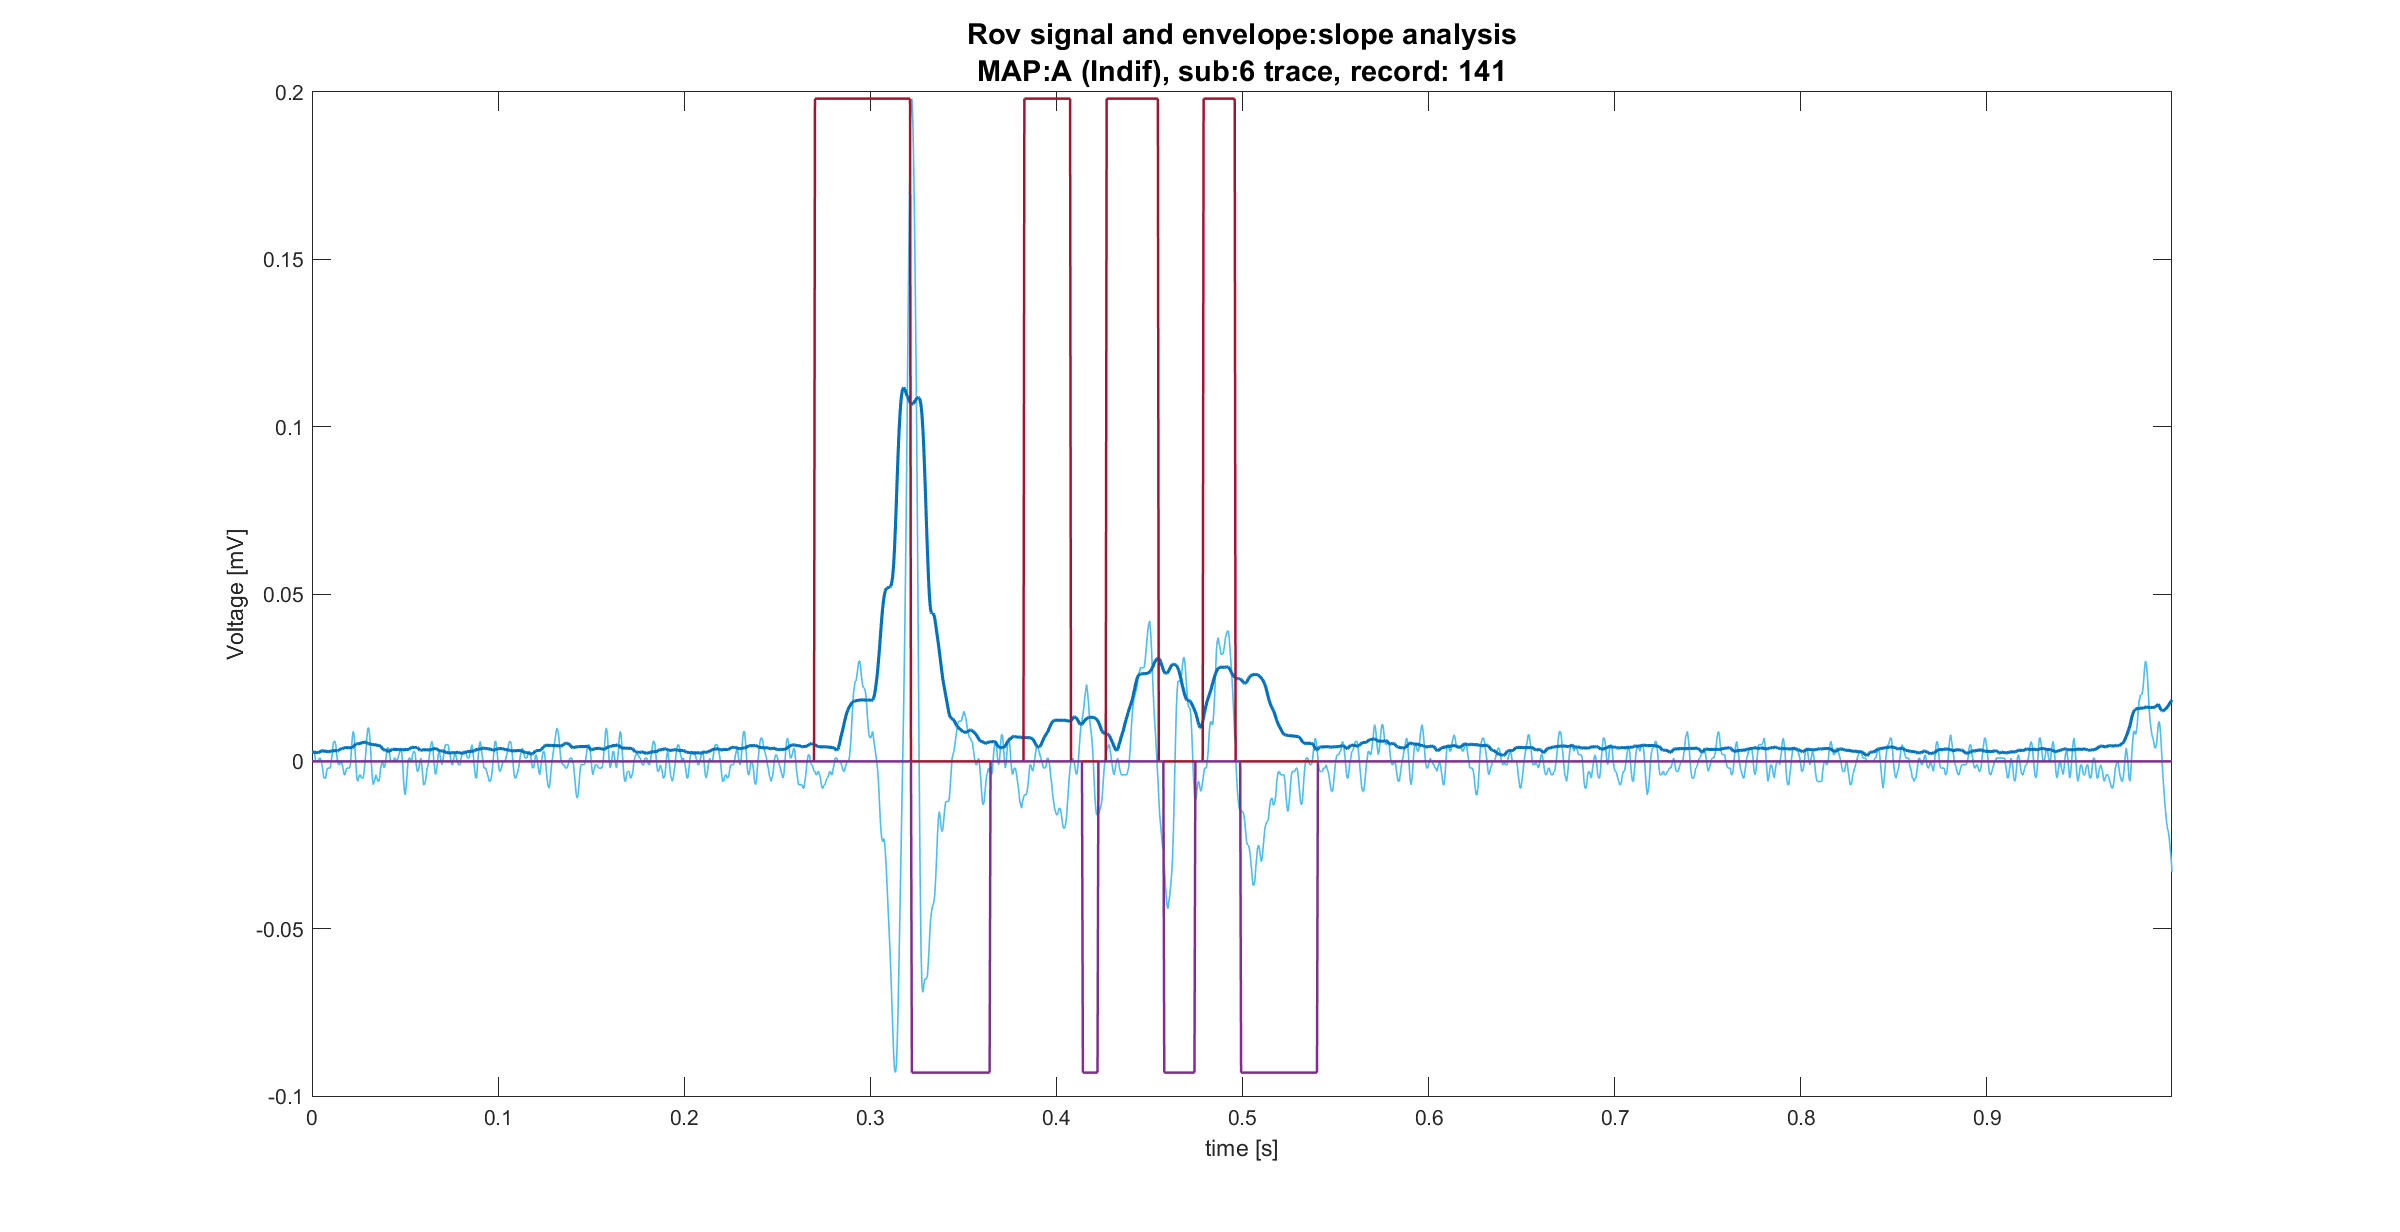 Rov signal and envelope:slope analysis
MAP:A (Indif), sub:6 trace, record: 141
0.2
0.15
0.1
0.05
0
-0.05
-0.1
Voltage [mV]
0 0.1 0.2 0.3 0.4 0.5 0.6 0.7 0.8 0.9
time [s]